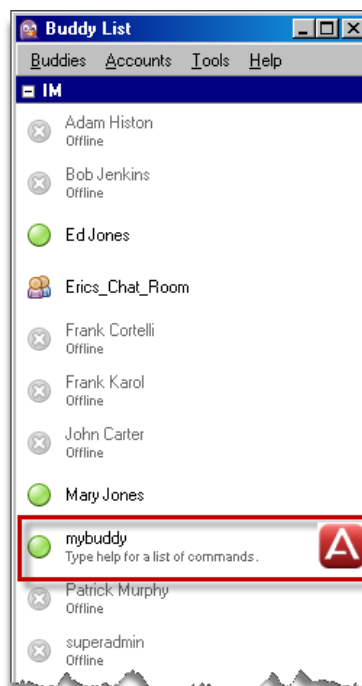 Buddy List
Buddies Accounts Tools Help
IM
Adam Histon
Offline
Bob Jenkins
Offline
Ed Jones
Erics_Chat_Room
Frank Cortelli
Offline
Frank Karol
Offline
John Carter
Offline
Mary Jones
mybuddy
Type help for a list of commands.
A
Patrick Murphy
Offline
superadmin
Offline